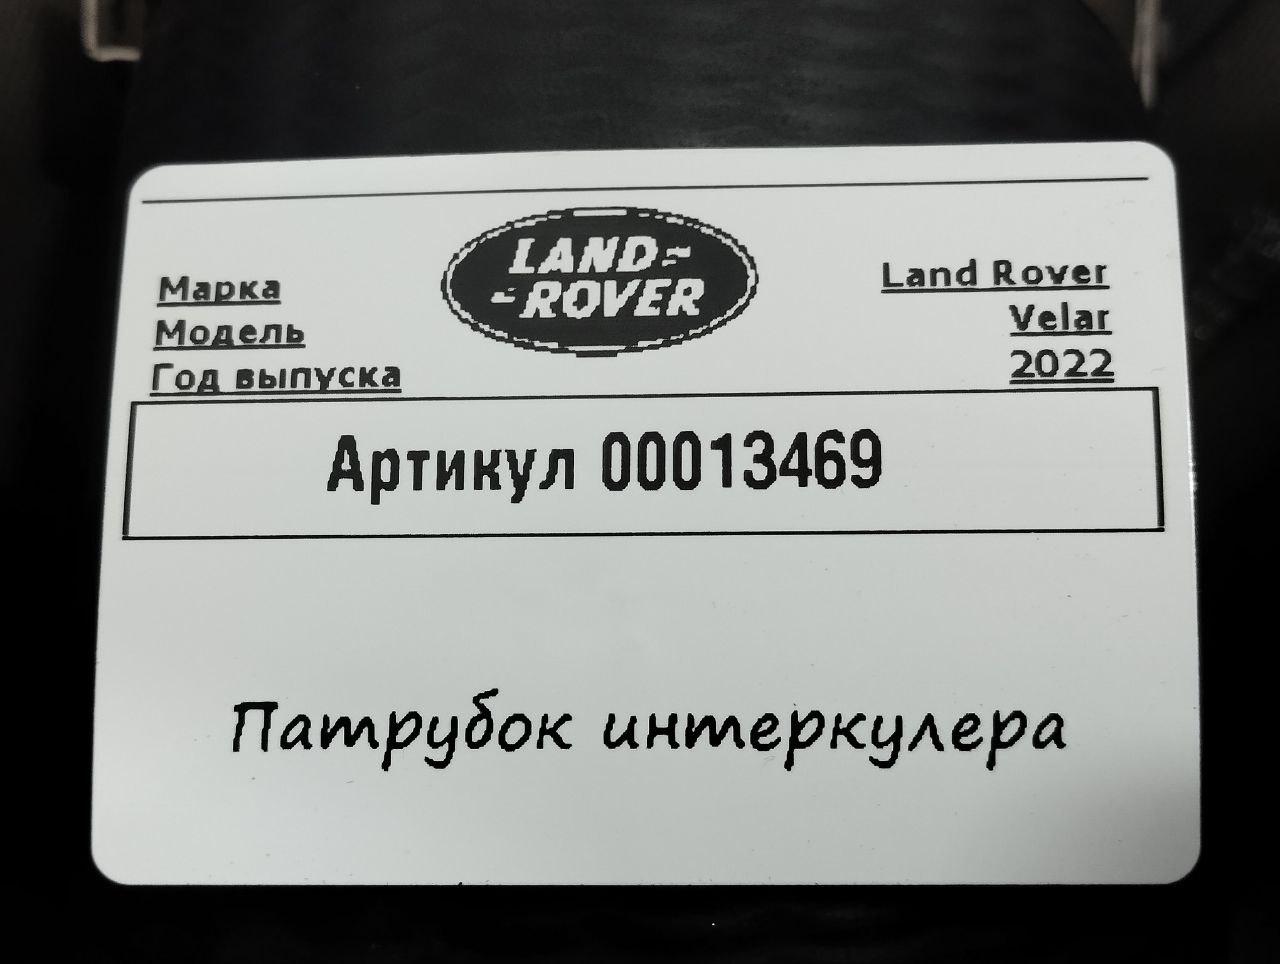 LAND-
-ROVER
Марка Land Rover
Модель Velar
Год выпуска 2022
Артикул 00013469
Патрубок интеркулера